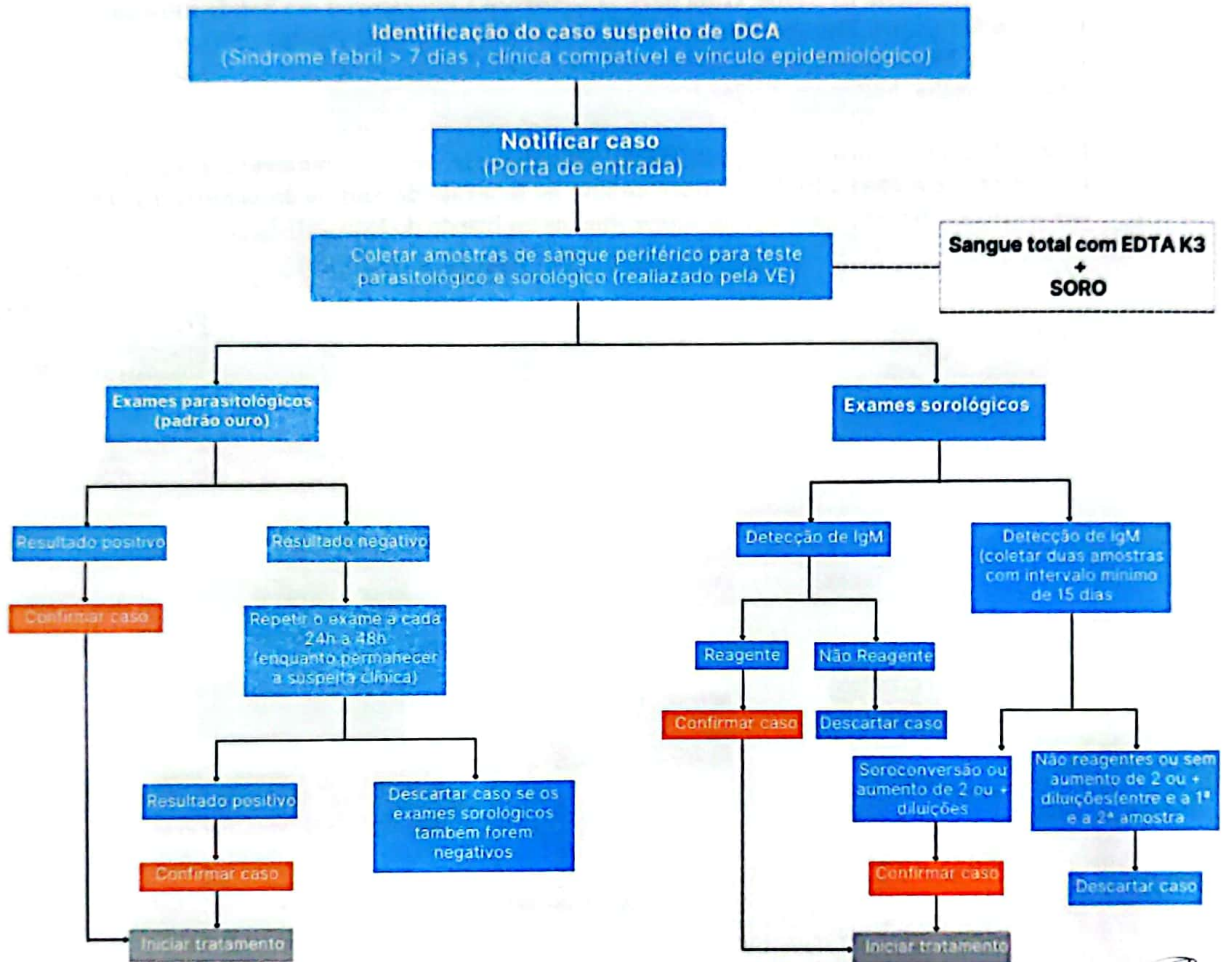 Identificação do caso suspeito de DCA
(Síndrome febril > 7 dias , clínica compatível e vínculo epidemiológico)
Notificar caso
(Porta de entrada)
Coletar amostras de sangue periférico para teste
parasitológico e sorológico (realiazado pela VE)
Sangue total com EDTA K3
+
SORO
Exames parasitológicos
(padrão ouro)
Exames sorológicos
Resultado positivo
Resultado negativo
Confirmar caso
Repetir o exame a cada
24h a 48h
(enquanto permanecer
a suspeita clínica)
Resultado positivo
Descartar caso se os
exames sorológicos
também forem
negativos
Confirmar caso
Iniciar tratamento
Detecção de IgM
Detecção de IgM
(coletar duas amostras
com intervalo mínimo
de 15 dias
Reagente
Não Reagente
Confirmar caso
Descartar caso
Soroconversão ou
aumento de 2 ou +
diluições
Não reagentes ou sem
aumento de 2 ou +
diluições(entre e a 1ª
e a 2ª amostra
Confirmar caso
Descartar caso
Iniciar tratamento